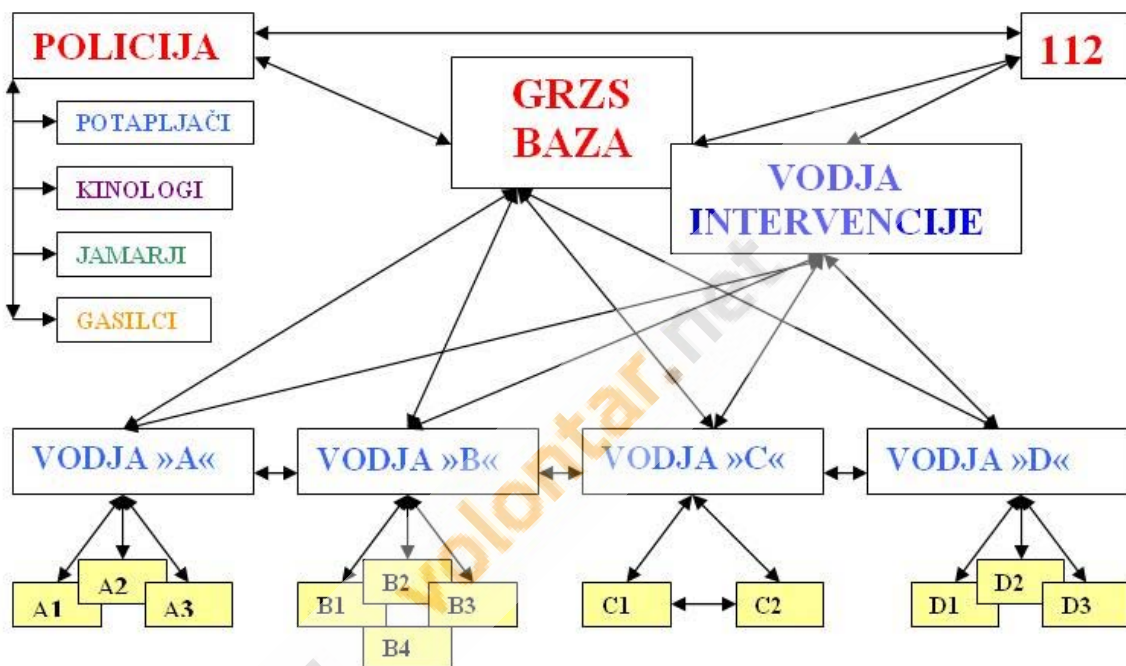 POLICIJA
112
GRZS
BAZA
POTAPLJAČI
VODJA
INTERVENCIJE
KINOLOGI
JAMARJI
GASILCI
VODJA »A«
VODJA »B«
VODJA »C«
VODJA »D«
A1
A2
A3
B1
B2
B3
B4
C1
C2
D1
D2
D3
volontar.net